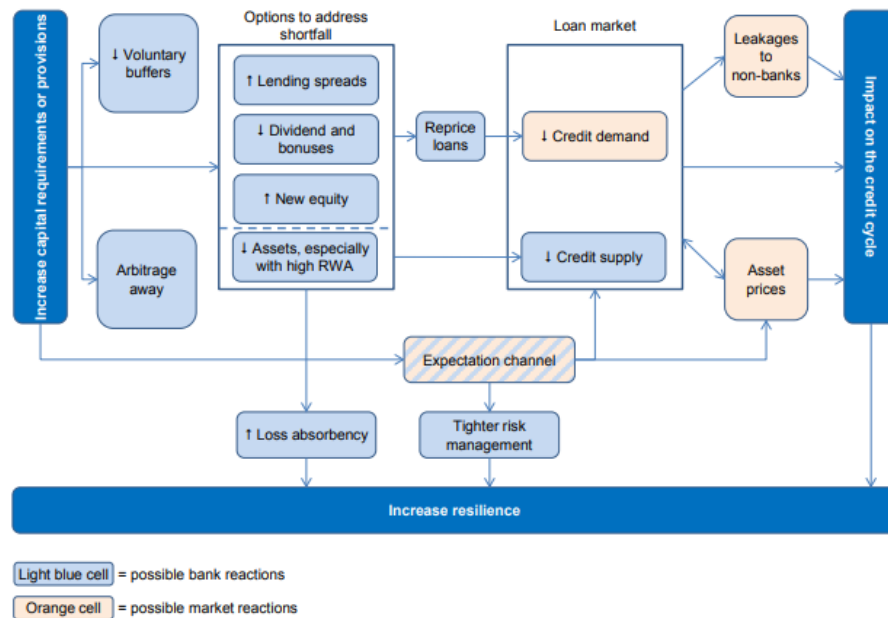 Increase capital requirements or provisions
↓ Voluntary
buffers
Arbitrage
away
Options to address
shortfall
↑ Lending spreads
↓ Dividend and
bonuses
↑ New equity
↓ Assets, especially
with high RWA
Reprice
loans
Loan market
↓ Credit demand
↓ Credit supply
Leakages
to
non-banks
Asset
prices
Impact on the credit cycle
Expectation channel
↑ Loss absorbency
Tighter risk
management
Increase resilience
Light blue cell = possible bank reactions
Orange cell = possible market reactions